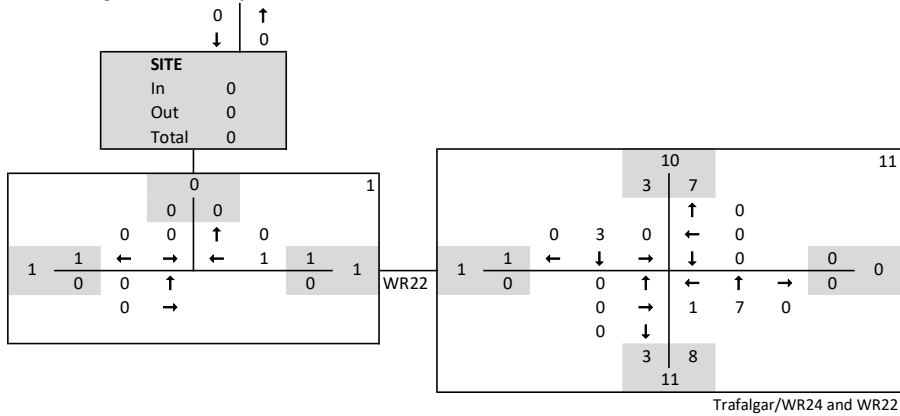 0 ↑
↓ 0
SITE
In 0
Out 0
Total 0
0 1
0 0
0 0 ↑ 0
1 1 ← → ← 1 1 1
0 0 ↑ 0
0 →
WR22
10 11
3 7
↑ 0
0 3 0 ← 0
1 1 ← ↓ → ↓ 0 0 0
0 0 ↑ ← ↑ → 0
0 → 1 7 0
0 ↓
3 8
11
Trafalgar/WR24 and WR22